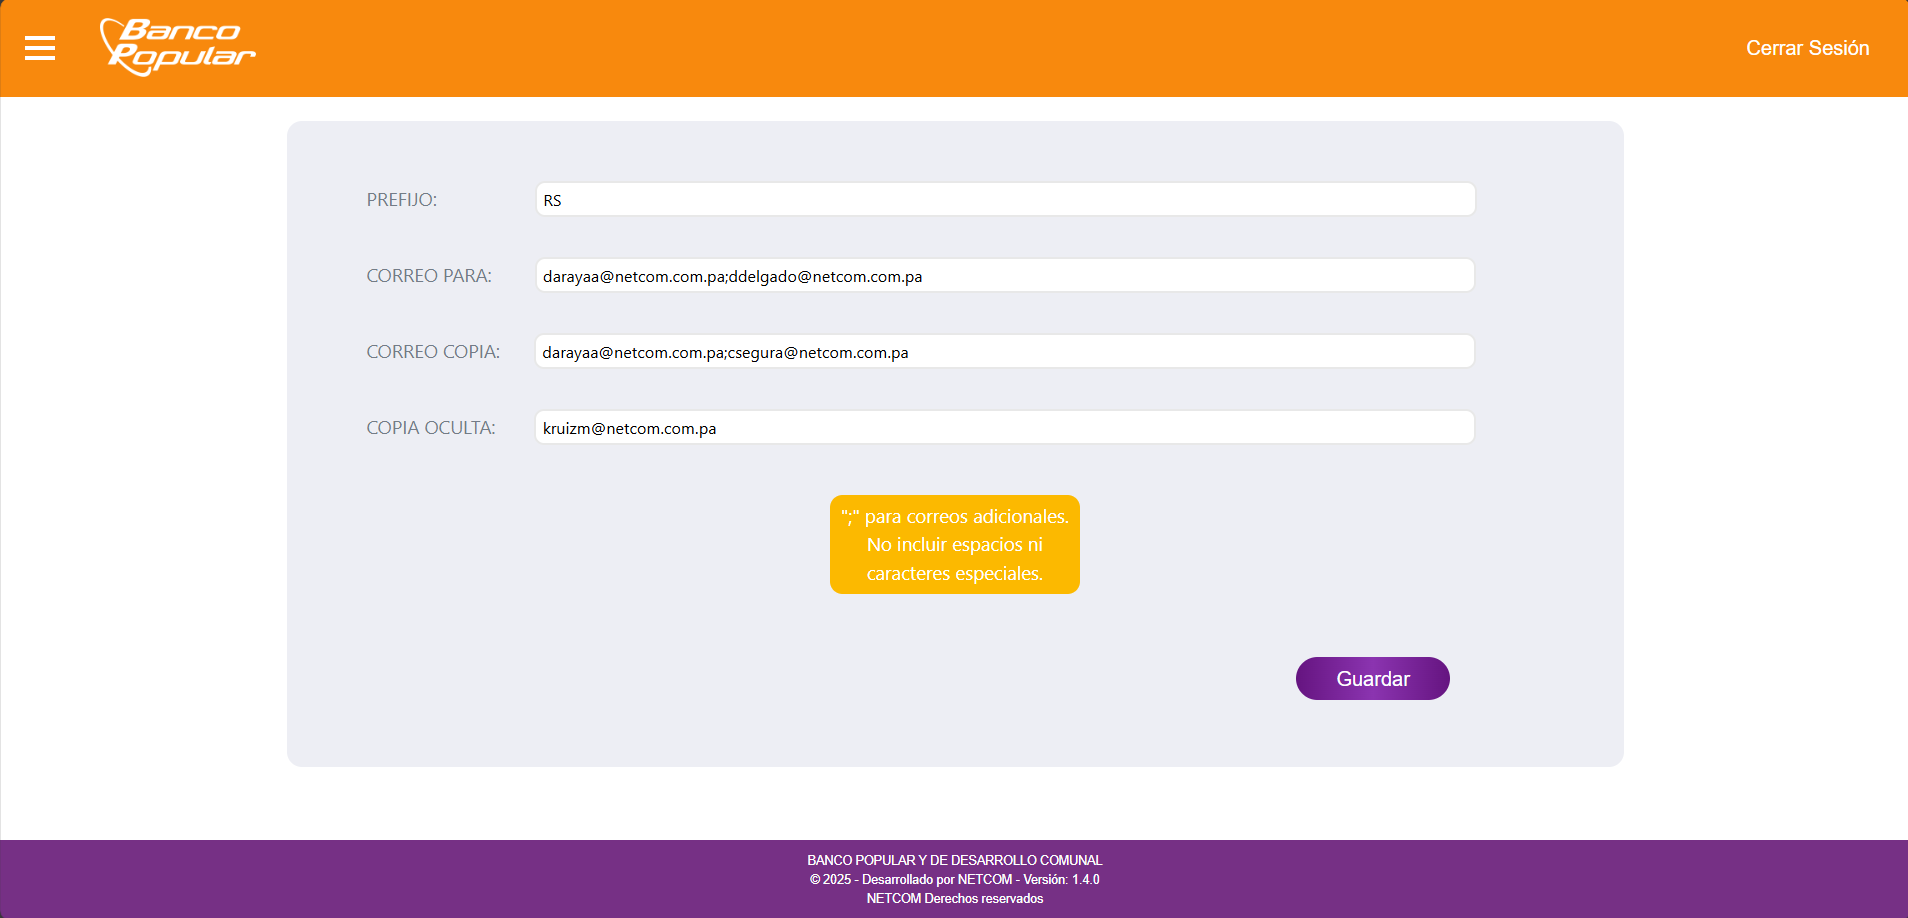 Banco
Popular
Cerrar Sesión
PREFIJO:
RS
CORREO PARA:
darayaa@netcom.com.pa;ddelgado@netcom.com.pa
CORREO COPIA:
darayaa@netcom.com.pa;csegura@netcom.com.pa
COPIA OCULTA:
kruizm@netcom.com.pa
";" para correos adicionales.
No incluir espacios ni
caracteres especiales.
Guardar
BANCO POPULAR Y DE DESARROLLO COMUNAL
© 2025 - Desarrollado por NETCOM - Versión: 1.4.0
NETCOM Derechos reservados